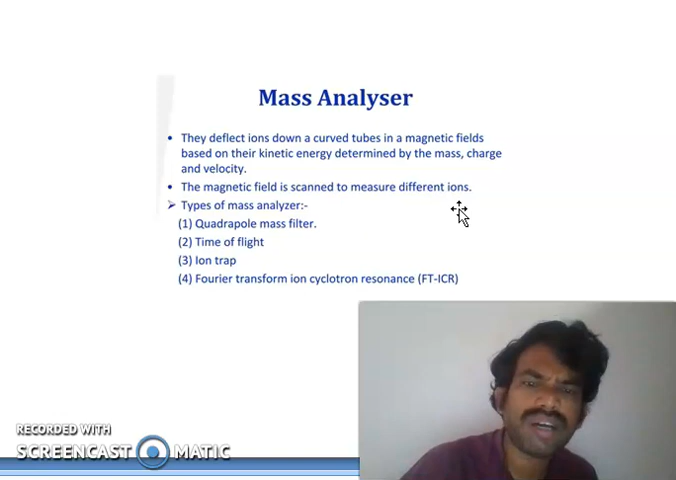 Mass Analyser
• They deflect ions down a curved tubes in a magnetic fields
based on their kinetic energy determined by the mass, charge
and velocity.
• The magnetic field is scanned to measure different ions.
➢ Types of mass analyzer:-
(1) Quadrapole mass filter.
(2) Time of flight
(3) Ion trap
(4) Fourier transform ion cyclotron resonance (FT-ICR)
RECORDED WITH
SCREENCAST MATIC